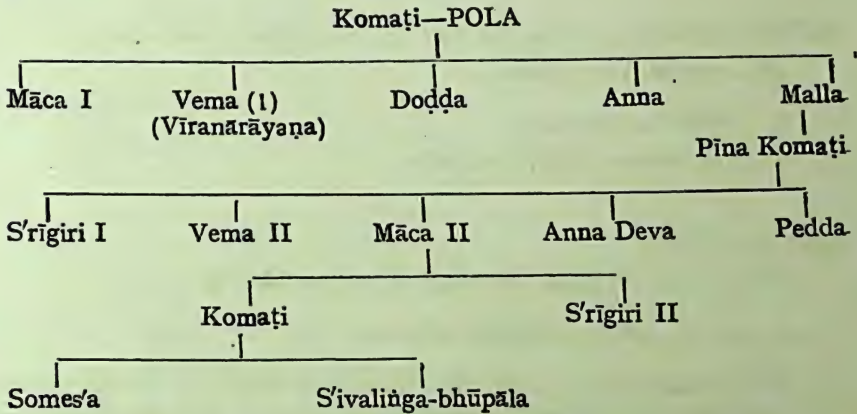 Komaṭi—POLA
Māca I Vema (1) Doḍḍa Anna Malla
(Vīranārāyaṇa)
Pīna Komaṭi
S'rīgiri I Vema II Māca II Anna Deva Pedda
Komaṭi S'rīgiri II
Somes'a S'ivaliṅga-bhūpāla